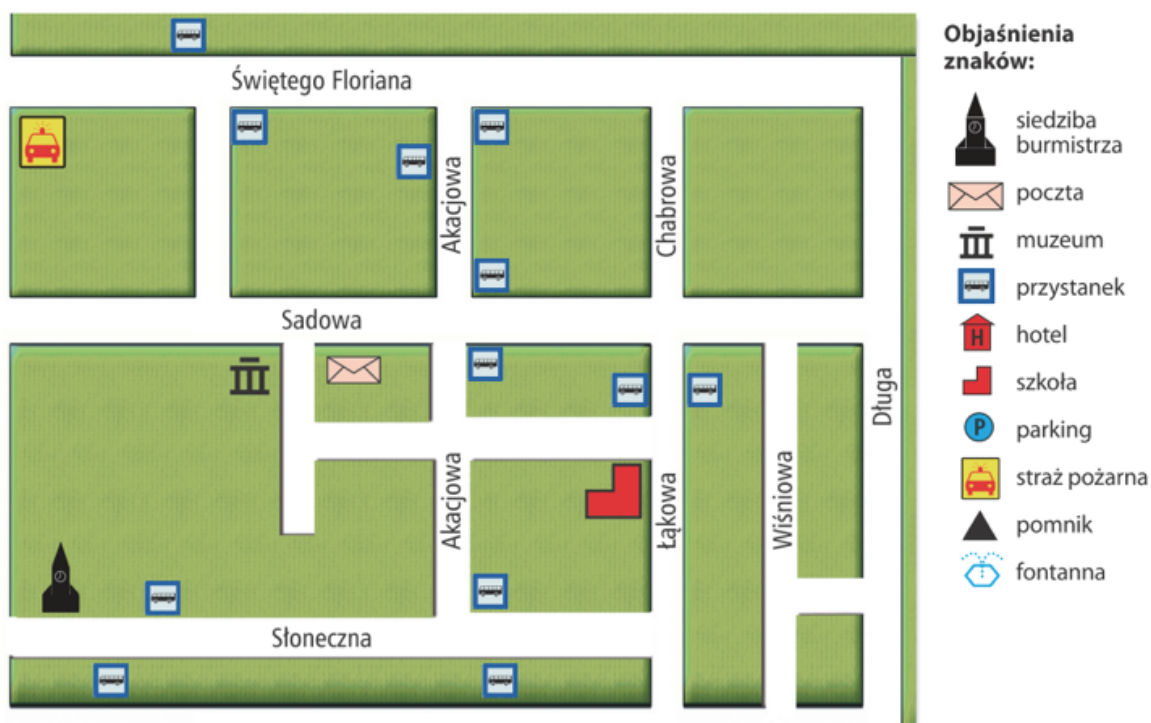 Świętego Floriana
Akacjowa
Chabrowa
Sadowa
Długa
Akacjowa
Łąkowa
Wiśniowa
Słoneczna
Objaśnienia
znaków:
siedziba
burmistrza
poczta
muzeum
przystanek
H
hotel
szkoła
P
parking
straż pożarna
pomnik
fontanna